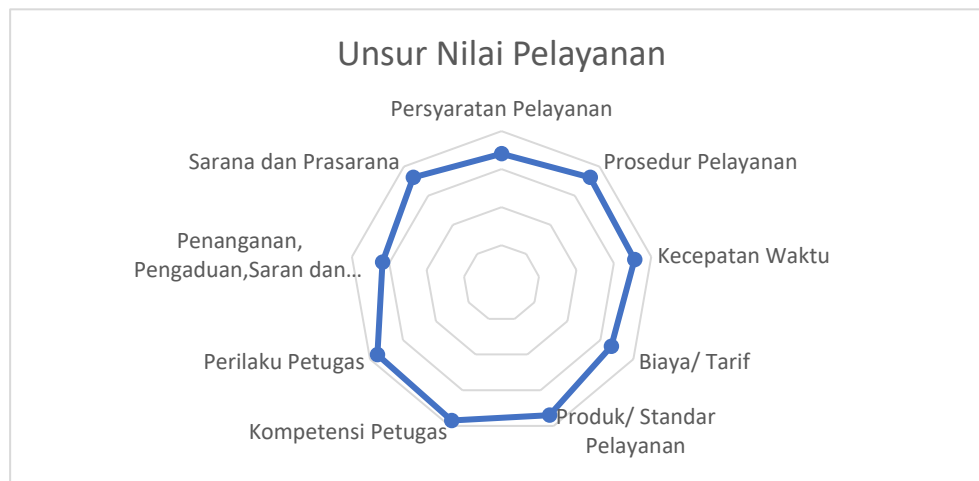 Unsur Nilai Pelayanan
Persyaratan Pelayanan
Prosedur Pelayanan
Kecepatan Waktu
Biaya/ Tarif
Produk/ Standar
Pelayanan
Kompetensi Petugas
Perilaku Petugas
Penanganan,
Pengaduan,Saran dan…
Sarana dan Prasarana